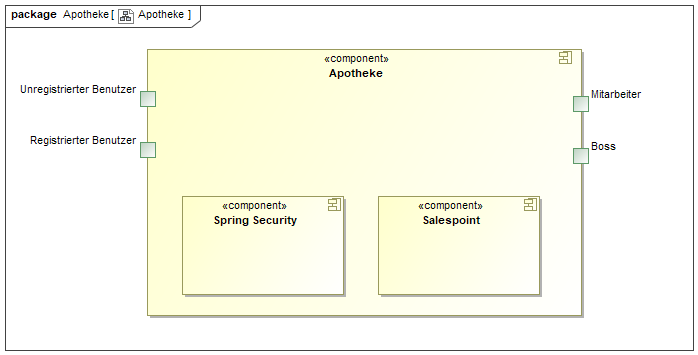 package Apotheke [ Apotheke ]
«component»
Apotheke
Unregistrierter Benutzer
Mitarbeiter
Registrierter Benutzer
Boss
«component»
Spring Security
«component»
Salespoint